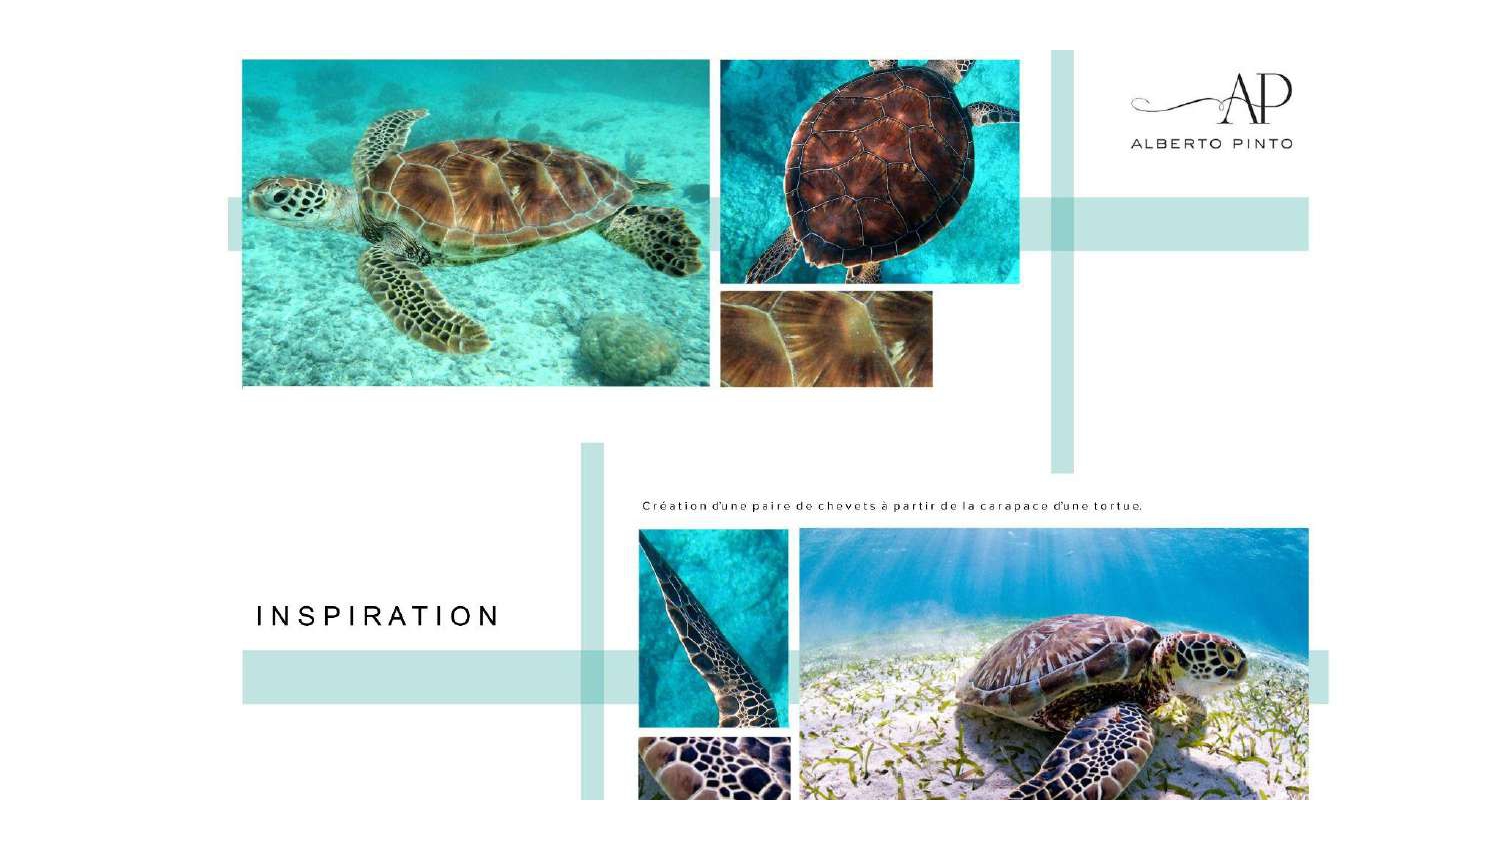 AP
ALBERTO PINTO
Création d'une paire de chevets à partir de la carapace d'une tortue.
INSPIRATION